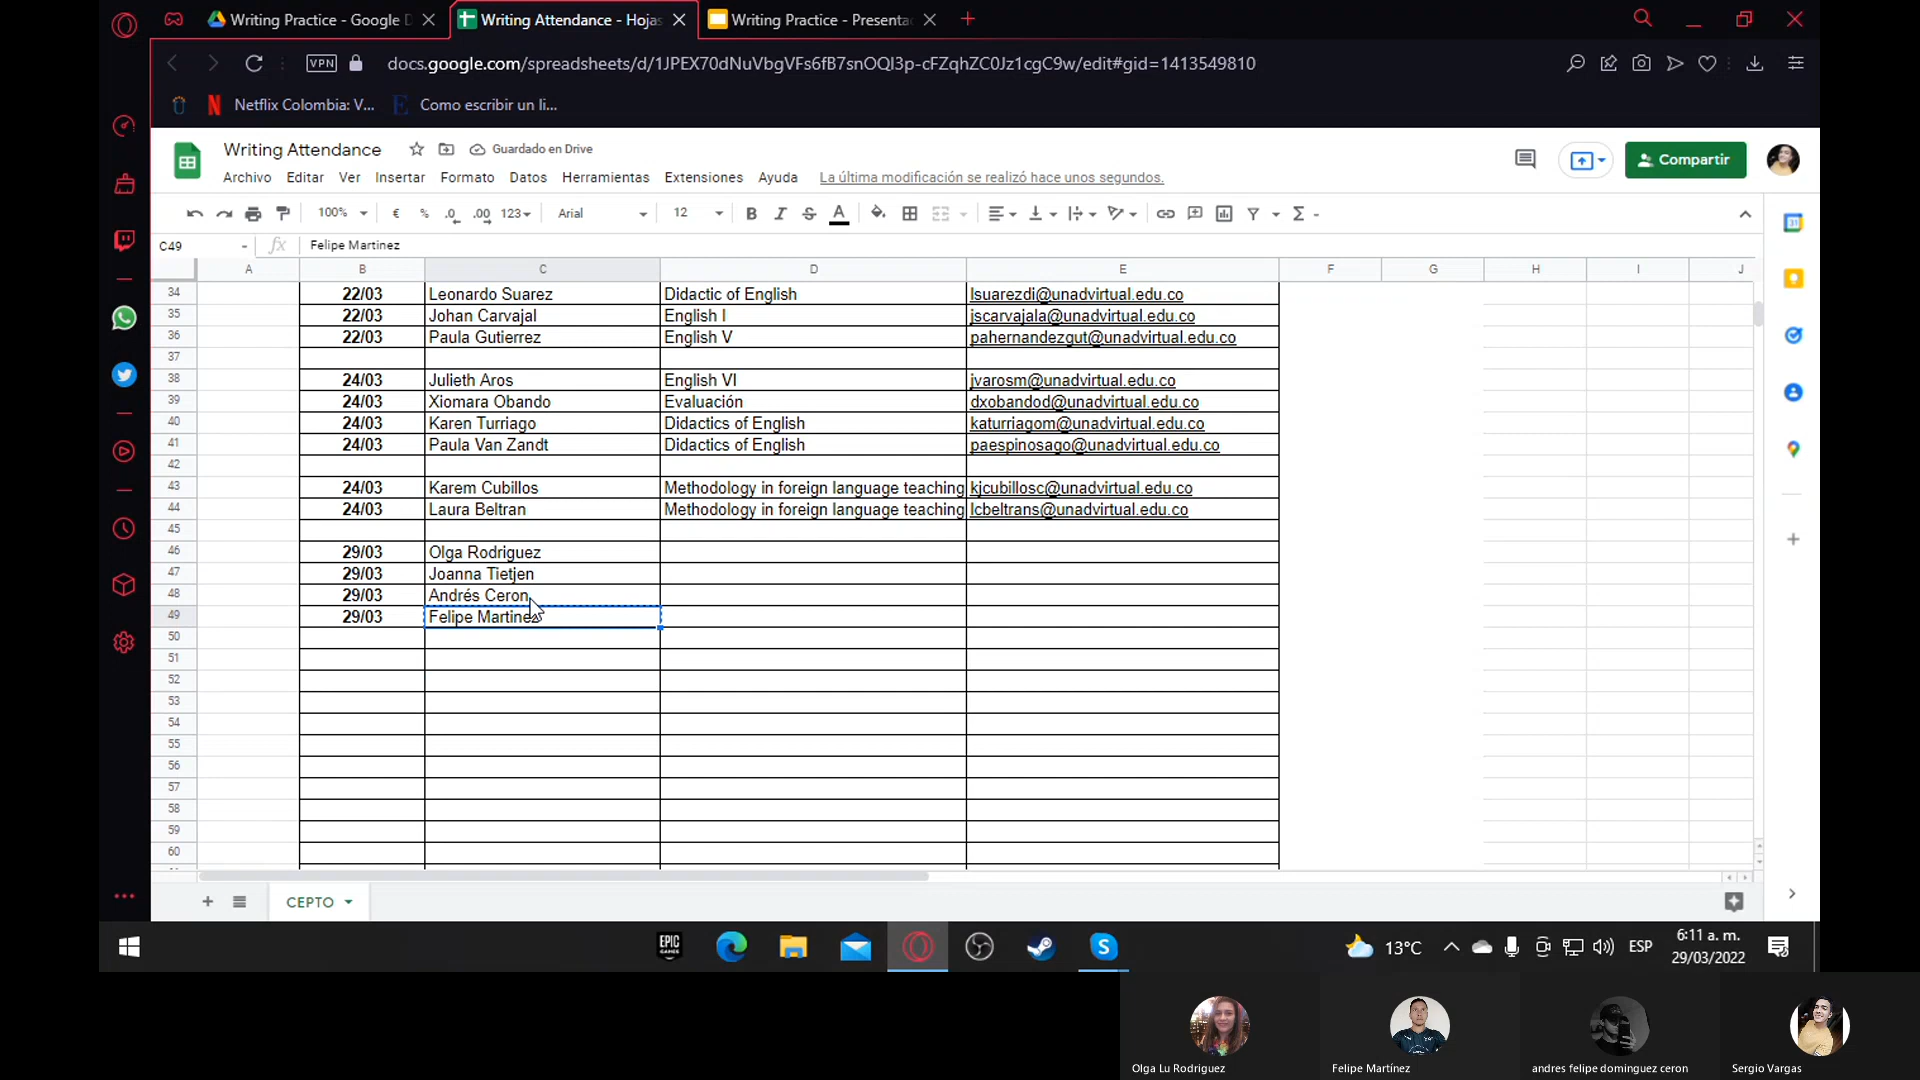 Writing Practice - Google D
Writing Attendance - Hojas
Writing Practice - Presenta
VPN
docs.google.com/spreadsheets/d/1JPEX70dNuVbgVFs6fB7snOQl3p-cFZqhZC0Jz1cgC9w/edit#gid=1413549810
Netflix Colombia: V...
Como escribir un li...
Writing Attendance
Guardado en Drive
Compartir
Archivo Editar Ver Insertar Formato Datos Herramientas Extensiones Ayuda La última modificación se realizó hace unos segundos.
100% € % .0 .00 123 Arial 12 B I S A
C49 fx Felipe Martinez
A B C D E F G H I J
34 22/03 Leonardo Suarez Didactic of English lsuarezdi@unadvirtual.edu.co
35 22/03 Johan Carvajal English I jscarvajala@unadvirtual.edu.co
36 22/03 Paula Gutierrez English V pahernandezgut@unadvirtual.edu.co
37
38 24/03 Julieth Aros English VI jvarosm@unadvirtual.edu.co
39 24/03 Xiomara Obando Evaluación dxobandod@unadvirtual.edu.co
40 24/03 Karen Turriago Didactics of English katurriagom@unadvirtual.edu.co
41 24/03 Paula Van Zandt Didactics of English paespinosago@unadvirtual.edu.co
42
43 24/03 Karem Cubillos Methodology in foreign language teaching kjcubillosc@unadvirtual.edu.co
44 24/03 Laura Beltran Methodology in foreign language teaching lcbeltrans@unadvirtual.edu.co
45
46 29/03 Olga Rodriguez
47 29/03 Joanna Tietjen
48 29/03 Andrés Ceron
49 29/03 Felipe Martinez
50
51
52
53
54
55
56
57
58
59
60
CEPTO
EPIC GAMES
13°C
ESP
6:11 a. m.
29/03/2022
Olga Lu Rodriguez
Felipe Martínez
andres felipe dominguez ceron
Sergio Vargas